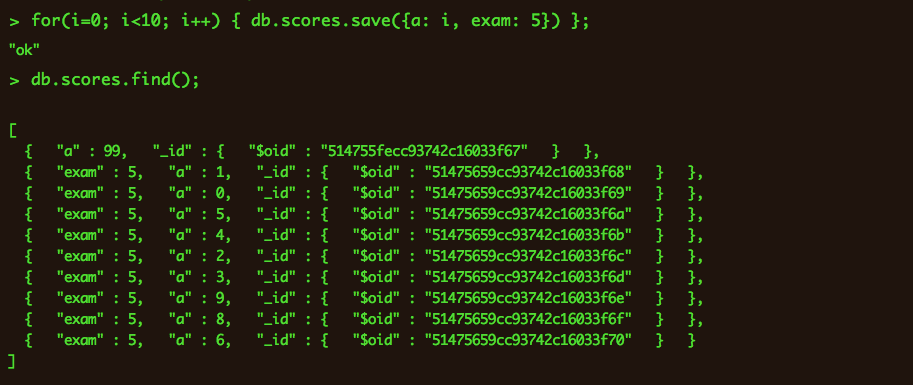 > for(i=0; i<10; i++) { db.scores.save({a: i, exam: 5}) };
"ok"
> db.scores.find();
[
{ "a" : 99, "_id" : { "$oid" : "514755fecc93742c16033f67" } },
{ "exam" : 5, "a" : 1, "_id" : { "$oid" : "51475659cc93742c16033f68" } },
{ "exam" : 5, "a" : 0, "_id" : { "$oid" : "51475659cc93742c16033f69" } },
{ "exam" : 5, "a" : 5, "_id" : { "$oid" : "51475659cc93742c16033f6a" } },
{ "exam" : 5, "a" : 4, "_id" : { "$oid" : "51475659cc93742c16033f6b" } },
{ "exam" : 5, "a" : 2, "_id" : { "$oid" : "51475659cc93742c16033f6c" } },
{ "exam" : 5, "a" : 3, "_id" : { "$oid" : "51475659cc93742c16033f6d" } },
{ "exam" : 5, "a" : 9, "_id" : { "$oid" : "51475659cc93742c16033f6e" } },
{ "exam" : 5, "a" : 8, "_id" : { "$oid" : "51475659cc93742c16033f6f" } },
{ "exam" : 5, "a" : 6, "_id" : { "$oid" : "51475659cc93742c16033f70" } }
]